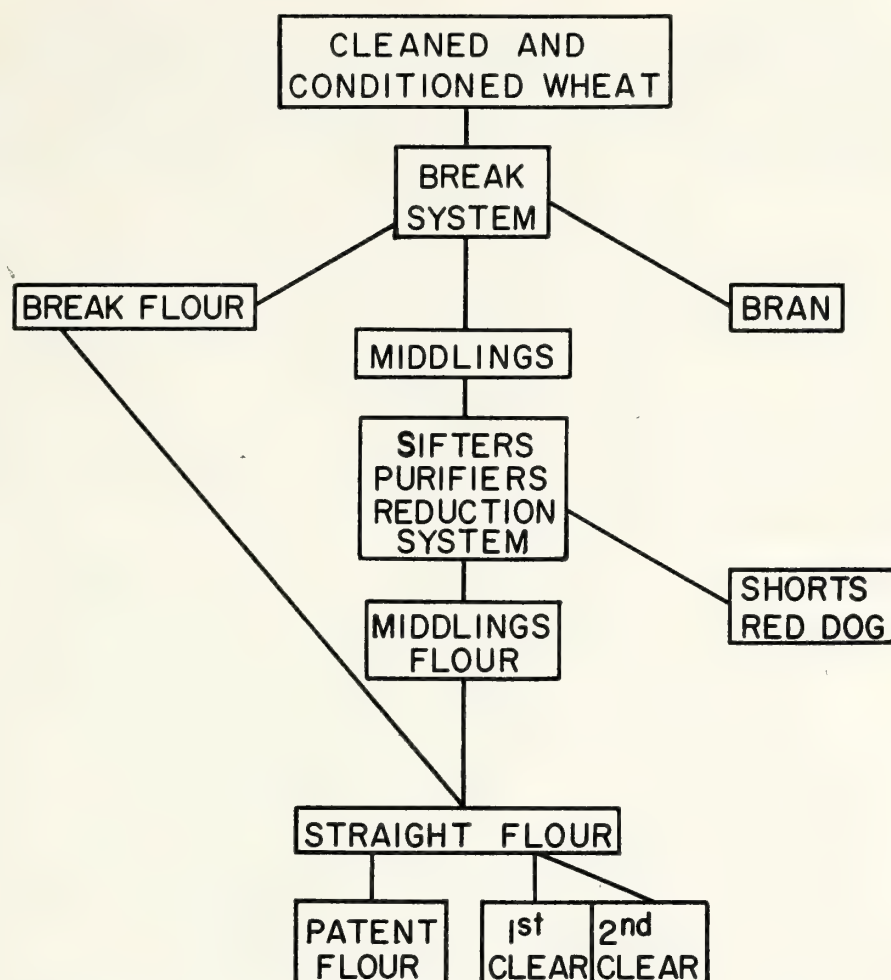 CLEANED AND
CONDITIONED WHEAT
BREAK
SYSTEM
BREAK FLOUR
BRAN
MIDDLINGS
SIFTERS
PURIFIERS
REDUCTION
SYSTEM
SHORTS
RED DOG
MIDDLINGS
FLOUR
STRAIGHT FLOUR
PATENT
FLOUR
1st
CLEAR
2nd
CLEAR